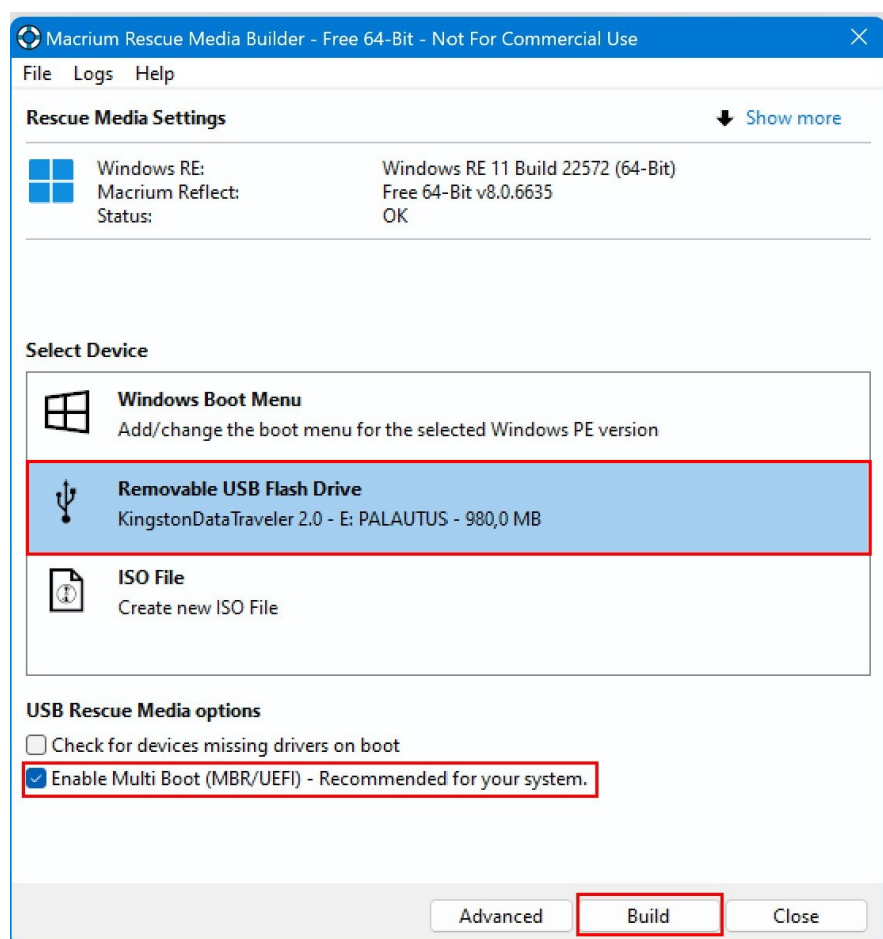 Macrium Rescue Media Builder - Free 64-Bit - Not For Commercial Use
File Logs Help
Rescue Media Settings
Show more
Windows RE: Windows RE 11 Build 22572 (64-Bit)
Macrium Reflect: Free 64-Bit v8.0.6635
Status: OK
Select Device
Windows Boot Menu
Add/change the boot menu for the selected Windows PE version
Removable USB Flash Drive
KingstonDataTraveler 2.0 - E: PALAUTUS - 980,0 MB
ISO File
Create new ISO File
USB Rescue Media options
Check for devices missing drivers on boot
Enable Multi Boot (MBR/UEFI) - Recommended for your system.
Advanced Build Close